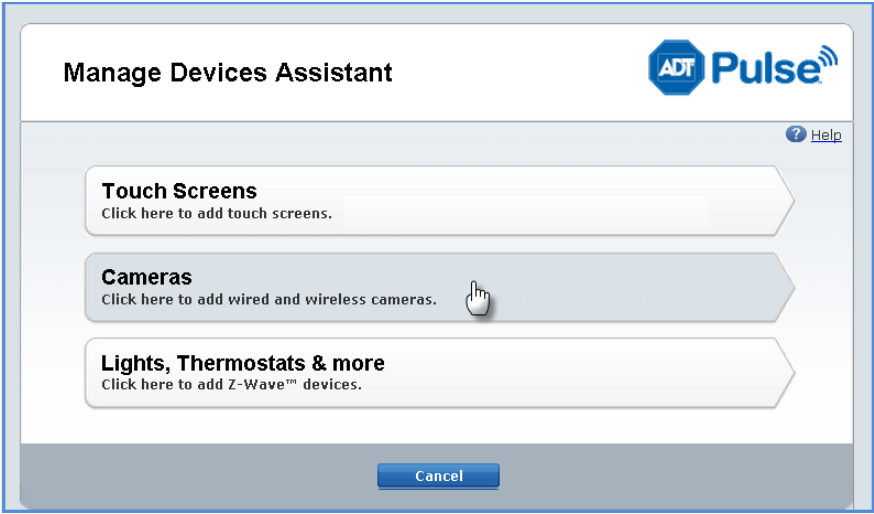 Manage Devices Assistant
ADT Pulse
? Help
Touch Screens
Click here to add touch screens.
Cameras
Click here to add wired and wireless cameras.
Lights, Thermostats & more
Click here to add Z-Wave™ devices.
Cancel